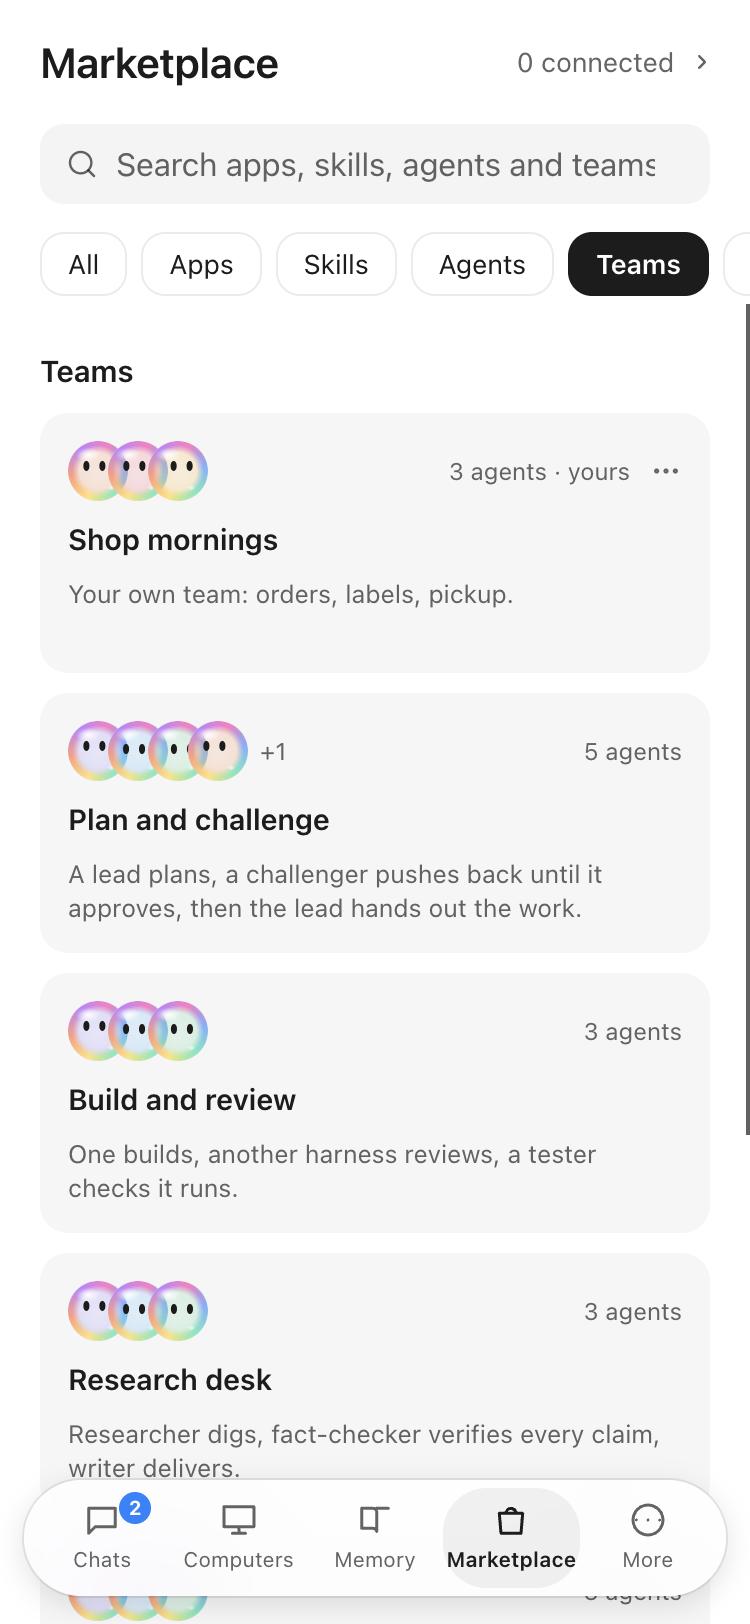 Marketplace
0 connected
Search apps, skills, agents and teams
All
Apps
Skills
Agents
Teams
Teams
3 agents · yours
Shop mornings
Your own team: orders, labels, pickup.
+1
5 agents
Plan and challenge
A lead plans, a challenger pushes back until it
approves, then the lead hands out the work.
3 agents
Build and review
One builds, another harness reviews, a tester
checks it runs.
3 agents
Research desk
Researcher digs, fact-checker verifies every claim,
writer delivers.
2
Chats
Computers
Memory
Marketplace
More
agents